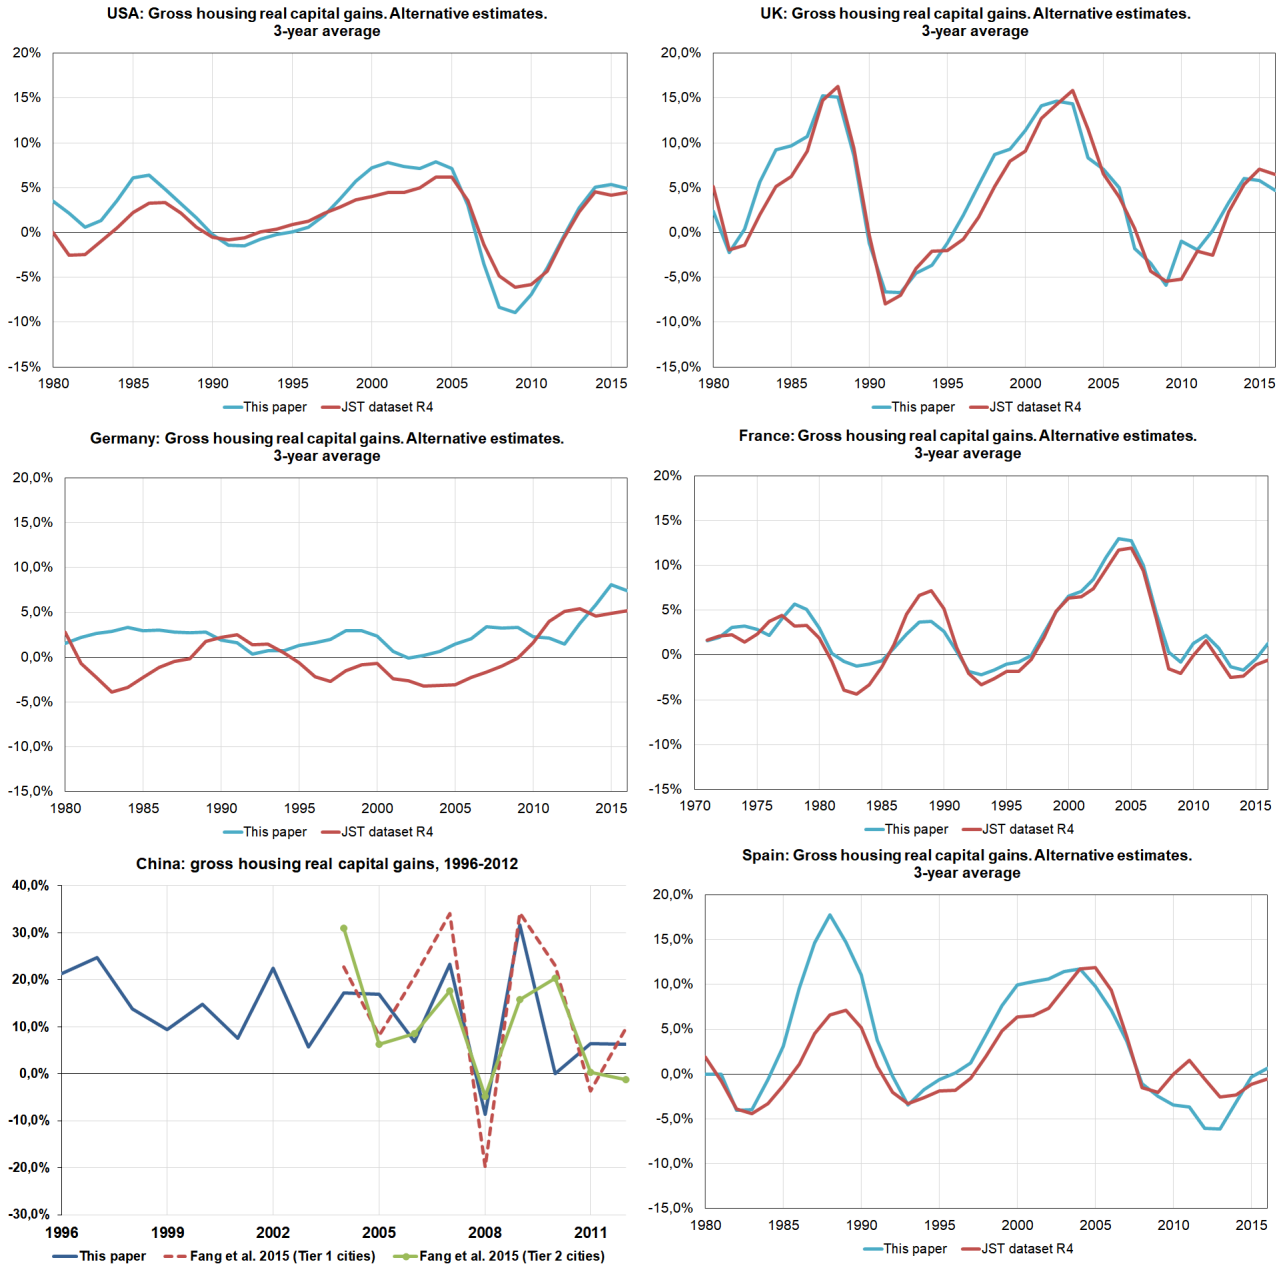 USA: Gross housing real capital gains. Alternative estimates.
3-year average
20%
15%
10%
5%
0%
-5%
-10%
-15%
1980 1985 1990 1995 2000 2005 2010 2015
This paper JST dataset R4
UK: Gross housing real capital gains. Alternative estimates.
3-year average
20,0%
15,0%
10,0%
5,0%
0,0%
-5,0%
-10,0%
-15,0%
1980 1985 1990 1995 2000 2005 2010 2015
This paper JST dataset R4
Germany: Gross housing real capital gains. Alternative estimates.
3-year average
20,0%
15,0%
10,0%
5,0%
0,0%
-5,0%
-10,0%
-15,0%
1980 1985 1990 1995 2000 2005 2010 2015
This paper JST dataset R4
France: Gross housing real capital gains. Alternative estimates.
3-year average
20%
15%
10%
5%
0%
-5%
-10%
-15%
1970 1975 1980 1985 1990 1995 2000 2005 2010 2015
This paper JST dataset R4
China: gross housing real capital gains, 1996-2012
40,0%
30,0%
20,0%
10,0%
0,0%
-10,0%
-20,0%
-30,0%
1996 1999 2002 2005 2008 2011
This paper Fang et al. 2015 (Tier 1 cities) Fang et al. 2015 (Tier 2 cities)
Spain: Gross housing real capital gains. Alternative estimates.
3-year average
20,0%
15,0%
10,0%
5,0%
0,0%
-5,0%
-10,0%
-15,0%
1980 1985 1990 1995 2000 2005 2010 2015
This paper JST dataset R4